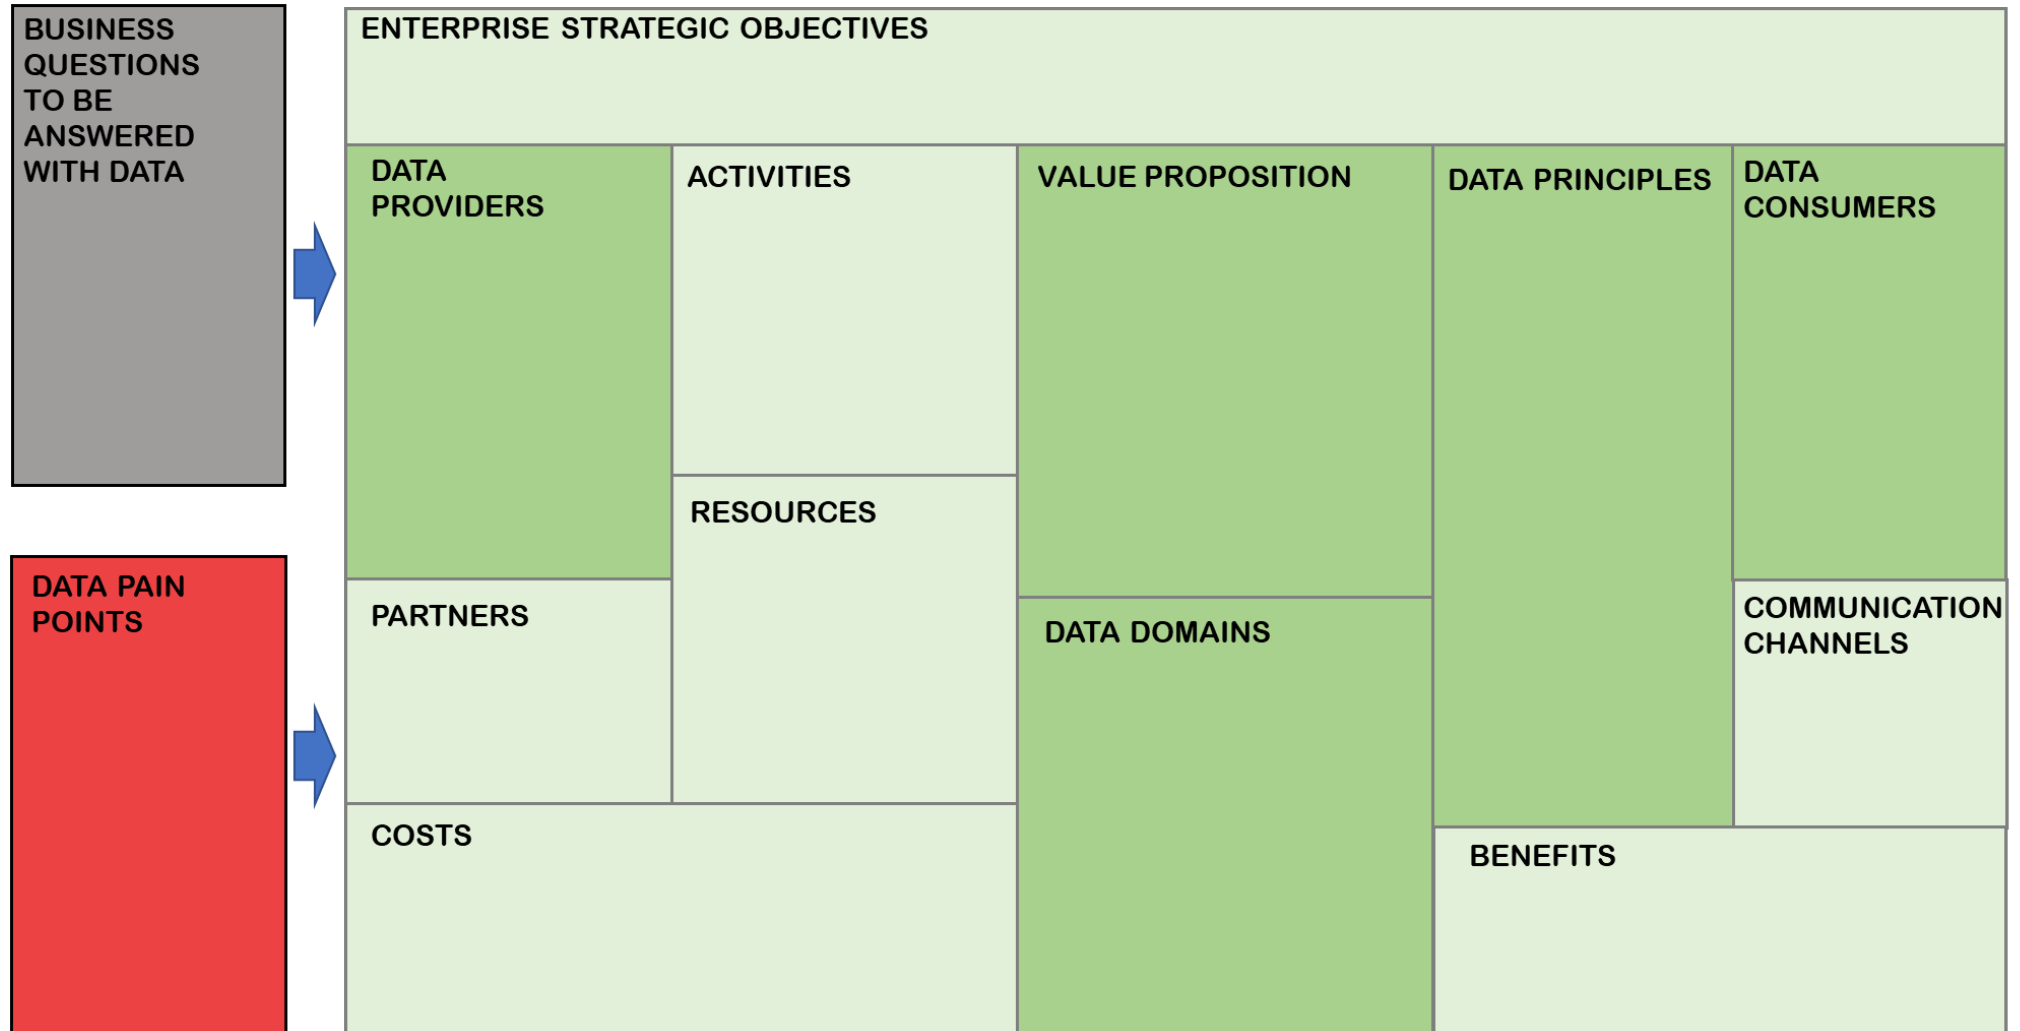 BUSINESS
QUESTIONS
TO BE
ANSWERED
WITH DATA
DATA PAIN
POINTS
ENTERPRISE STRATEGIC OBJECTIVES
DATA
PROVIDERS
ACTIVITIES
VALUE PROPOSITION
DATA PRINCIPLES
DATA
CONSUMERS
RESOURCES
PARTNERS
DATA DOMAINS
COMMUNICATION
CHANNELS
COSTS
BENEFITS